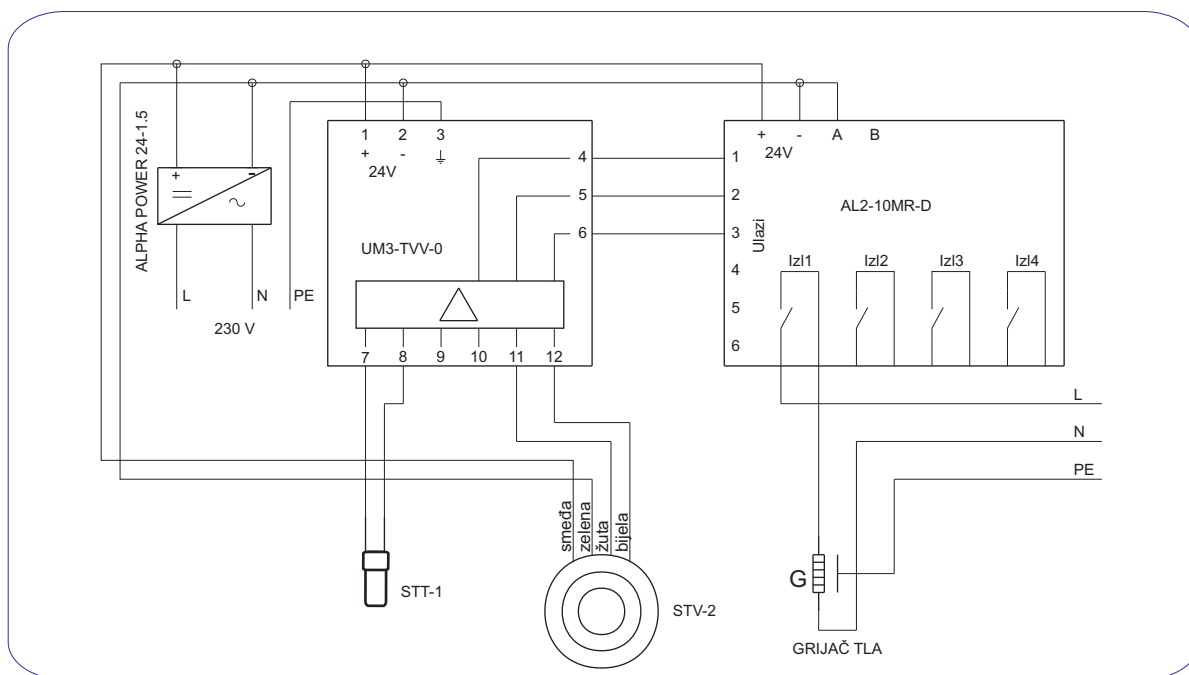 ALPHA POWER 24-1.5
+ -
L N PE
230 V
1 2 3
+ -
24V
4
5
6
UM3-TVV-0
7 8 9 10 11 12
+ - A B
24V
1
2
3
4
5
6
Ulazi
AL2-10MR-D
Izl1 Izl2 Izl3 Izl4
L
N
PE
smeđa
zelena
žuta
bijela
STT-1
STV-2
G
GRIJAČ TLA